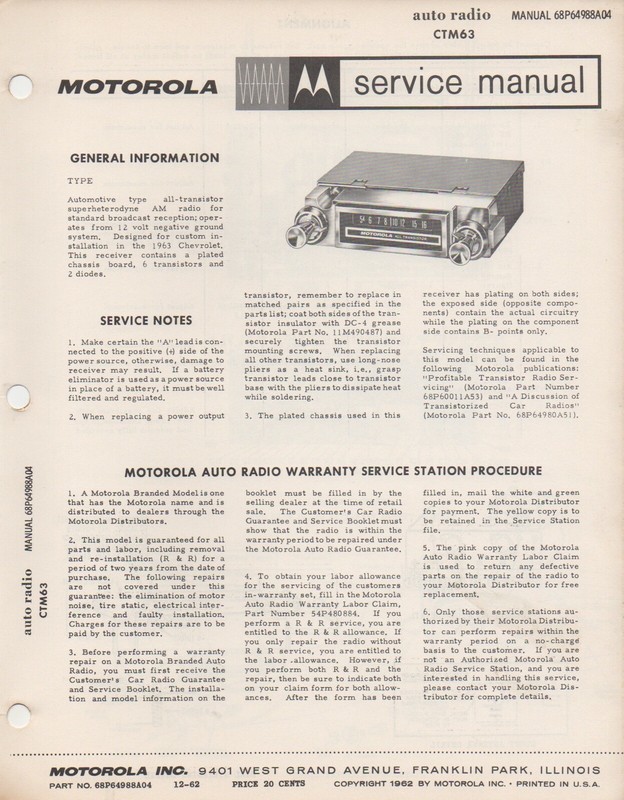 auto radio MANUAL 68P64988A04
CTM63
MOTOROLA service manual
GENERAL INFORMATION
TYPE
Automotive type all-transistor
superheterodyne AM radio for
standard broadcast reception; oper-
ates from 12 volt negative ground
system. Designed for custom in-
stallation in the 1963 Chevrolet.
This receiver contains a plated
chassis board, 6 transistors and
2 diodes.
5 4 6 7 8 10 12 15 16
MOTOROLA ALL TRANSISTOR
SERVICE NOTES
1. Make certain the "A" lead is con-
nected to the positive (+) side of the
power source, otherwise, damage to
receiver may result. If a battery
eliminator is used as a power source
in place of a battery, it must be well
filtered and regulated.
2. When replacing a power output
transistor, remember to replace in
matched pairs as specified in the
parts list; coat both sides of the tran-
sistor insulator with DC-4 grease
(Motorola Part No. 11M490487) and
securely tighten the transistor
mounting screws. When replacing
all other transistors, use long-nose
pliers as a heat sink, i.e., grasp
transistor leads close to transistor
base with the pliers to dissipate heat
while soldering.
3. The plated chassis used in this
receiver has plating on both sides;
the exposed side (opposite compo-
nents) contain the actual circuitry
while the plating on the component
side contains B- points only.
Servicing techniques applicable to
this model can be found in the
following Motorola publications:
"Profitable Transistor Radio Ser-
vicing" (Motorola Part Number
68P60011A53) and "A Discussion of
Transistorized Car Radios"
(Motorola Part No. 68P64980A51).
MOTOROLA AUTO RADIO WARRANTY SERVICE STATION PROCEDURE
1. A Motorola Branded Model is one
that has the Motorola name and is
distributed to dealers through the
Motorola Distributors.
2. This model is guaranteed for all
parts and labor, including removal
and re-installation (R & R) for a
period of two years from the date of
purchase. The following repairs
are not covered under this
guarantee: the elimination of motor
noise, tire static, electrical inter-
ference and faulty installation.
Charges for these repairs are to be
paid by the customer.
3. Before performing a warranty
repair on a Motorola Branded Auto
Radio, you must first receive the
Customer's Car Radio Guarantee
and Service Booklet. The installa-
tion and model information on the
booklet must be filled in by the
selling dealer at the time of retail
sale. The Customer's Car Radio
Guarantee and Service Booklet must
show that the radio is within the
warranty period to be repaired under
the Motorola Auto Radio Guarantee.
4. To obtain your labor allowance
for the servicing of the customers
in-warranty set, fill in the Motorola
Auto Radio Warranty Labor Claim,
Part Number 54P480884. If you
perform a R & R service, you are
entitled to the R & R allowance. If
you only repair the radio without
R & R service, you are entitled to
the labor allowance. However, if
you perform both R & R and the
repair, then be sure to indicate both
on your claim form for both allow-
ances. After the form has been
filled in, mail the white and green
copies to your Motorola Distributor
for payment. The yellow copy is to
be retained in the Service Station
file.
5. The pink copy of the Motorola
Auto Radio Warranty Labor Claim
is used to return any defective
parts on the repair of the radio to
your Motorola Distributor for free
replacement.
6. Only those service stations au-
thorized by their Motorola Distribu-
tor can perform repairs within the
warranty period on a no-charge
basis to the customer. If you are
not an Authorized Motorola Auto
Radio Service Station, and you are
interested in handling this service,
please contact your Motorola Dis-
tributor for complete details.
auto radio MANUAL 68P64988A04
CTM63
MOTOROLA INC. 9401 WEST GRAND AVENUE, FRANKLIN PARK, ILLINOIS
PART NO. 68P64988A04 12-62 PRICE 20 CENTS COPYRIGHT 1962 BY MOTOROLA INC. • PRINTED IN U.S.A.